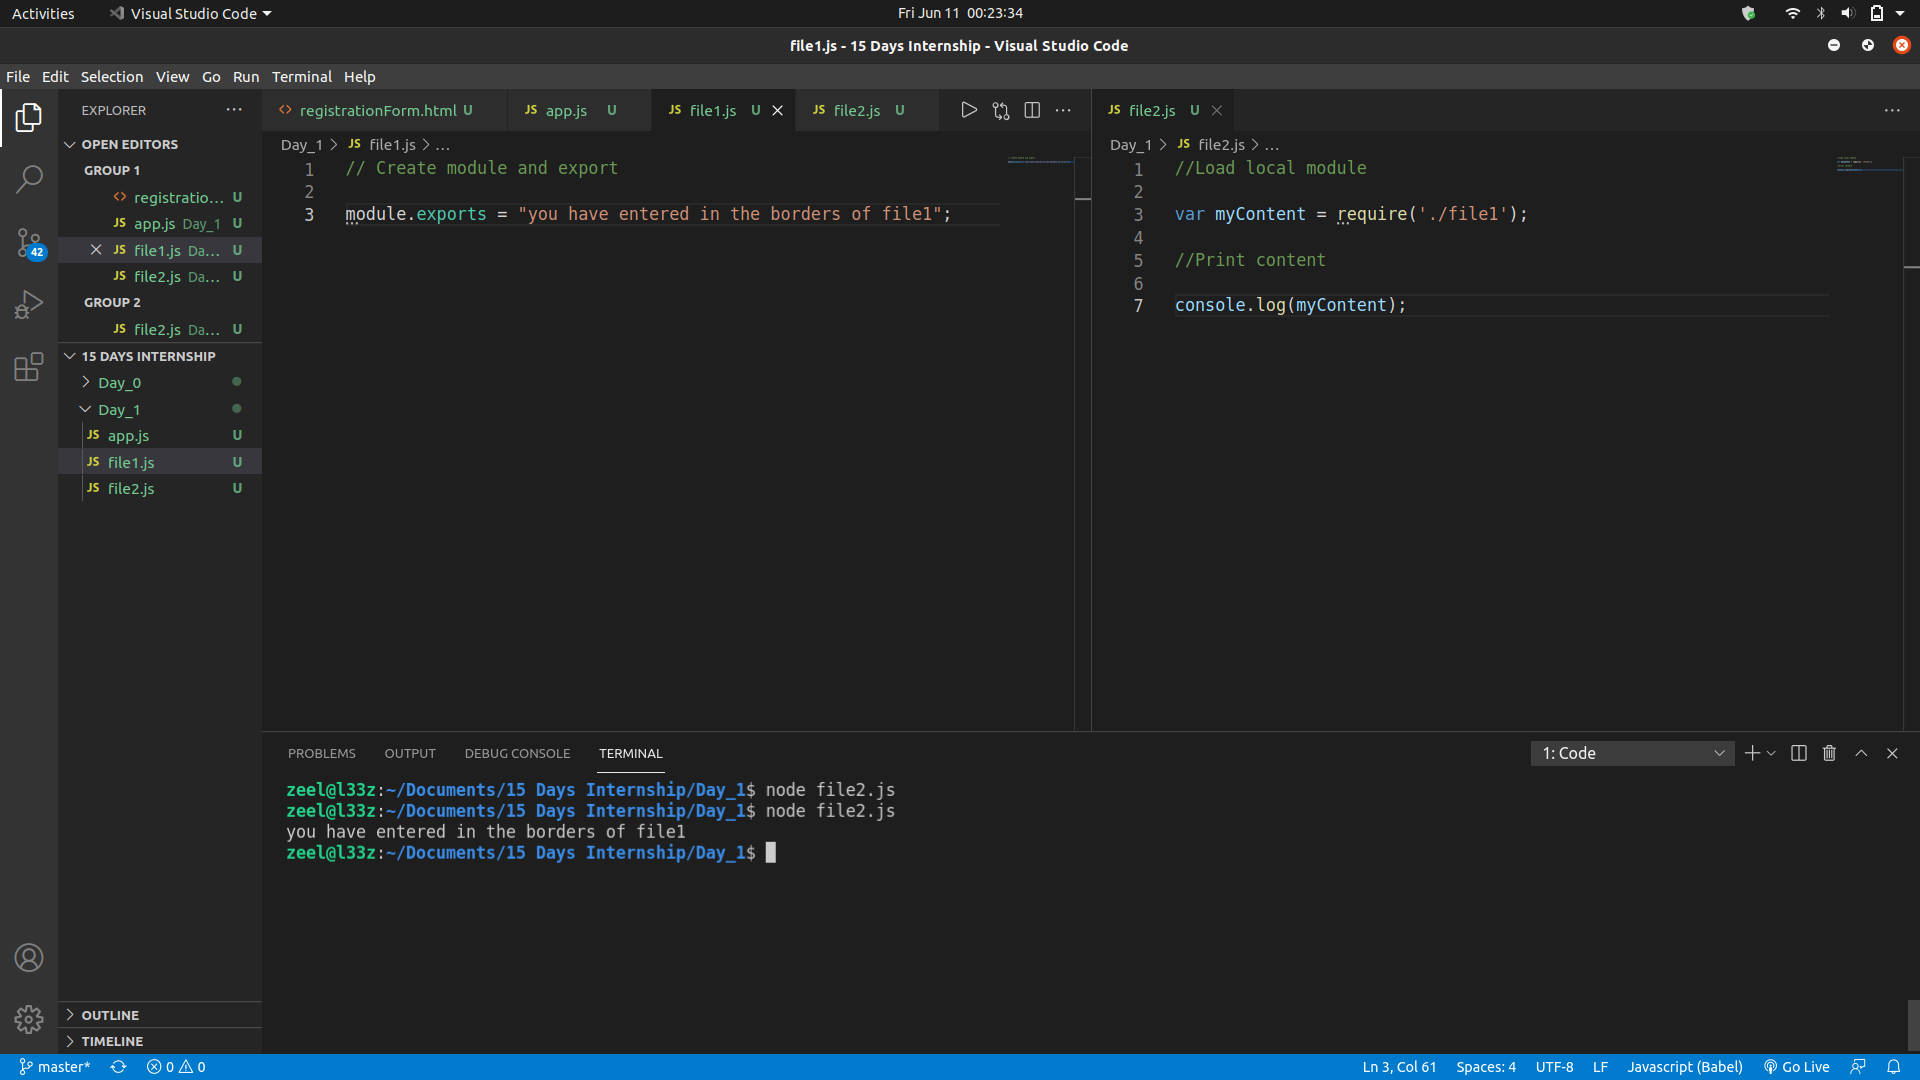 Activities Visual Studio Code Fri Jun 11 00:23:34
file1.js - 15 Days Internship - Visual Studio Code
File Edit Selection View Go Run Terminal Help
EXPLORER ...
OPEN EDITORS
GROUP 1
<> registratio... U
JS app.js Day_1 U
JS file1.js Da... U
JS file2.js Da... U
GROUP 2
JS file2.js Da... U
15 DAYS INTERNSHIP
Day_0
Day_1
JS app.js U
JS file1.js U
JS file2.js U
OUTLINE
TIMELINE
42
<> registrationForm.html U JS app.js U JS file1.js U JS file2.js U
Day_1 > JS file1.js > ...
1 // Create module and export
2
3 module.exports = "you have entered in the borders of file1";
JS file2.js U
Day_1 > JS file2.js > ...
1 //Load local module
2
3 var myContent = require('./file1');
4
5 //Print content
6
7 console.log(myContent);
PROBLEMS OUTPUT DEBUG CONSOLE TERMINAL 1: Code
zeel@l33z:~/Documents/15 Days Internship/Day_1$ node file2.js
zeel@l33z:~/Documents/15 Days Internship/Day_1$ node file2.js
you have entered in the borders of file1
zeel@l33z:~/Documents/15 Days Internship/Day_1$
master* 0 0 Ln 3, Col 61 Spaces: 4 UTF-8 LF Javascript (Babel) Go Live